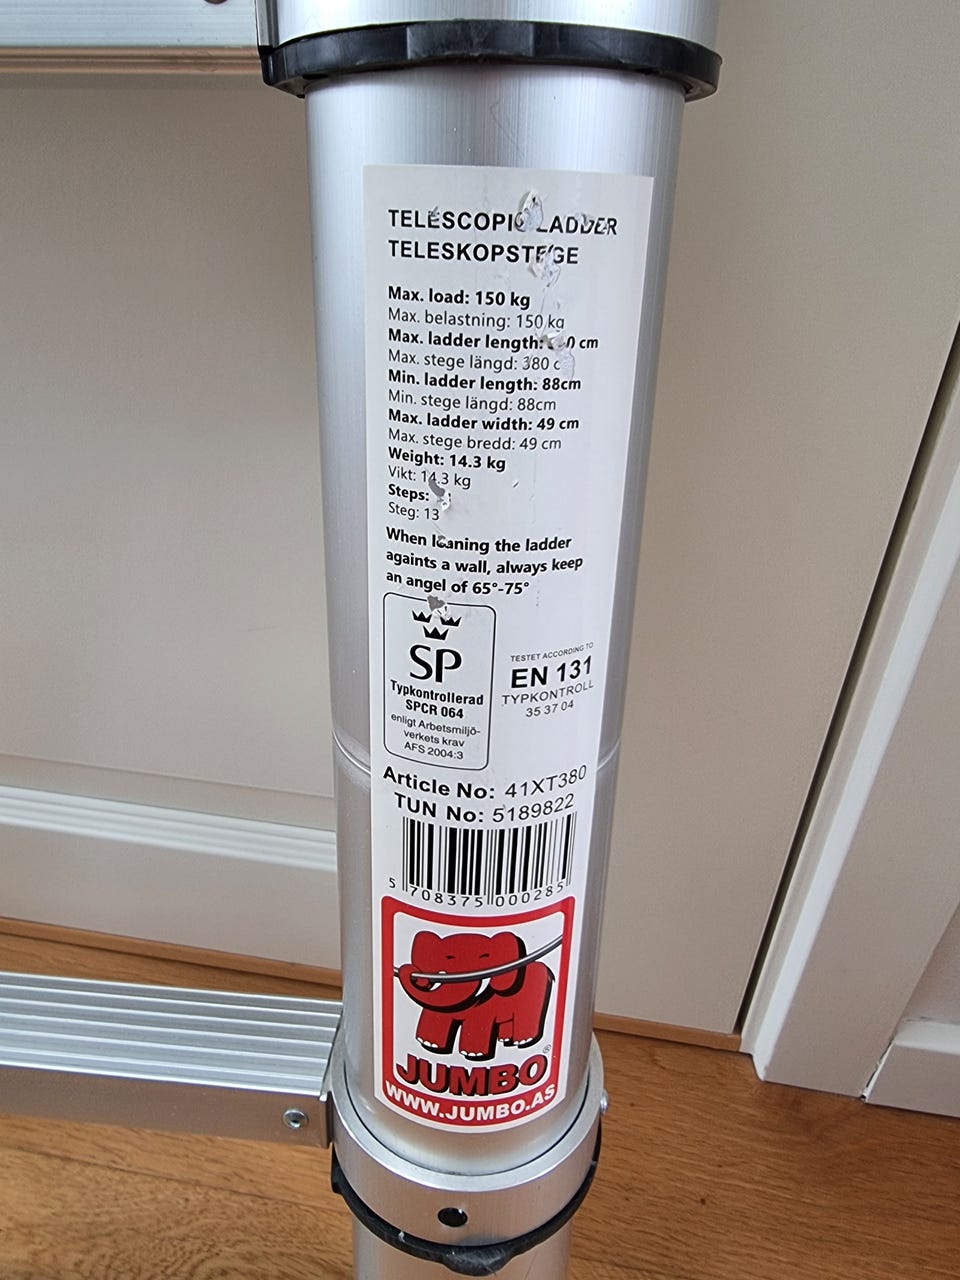 TELESCOPIC LADDER
TELESKOPSTEGE
Max. load: 150 kg
Max. belastning: 150 kg
Max. ladder length: cm
Max. stege längd: 380
Min. ladder length: 88cm
Min. stege längd: 88cm
Max. ladder width: 49 cm
Max. stege bredd: 49 cm
Weight: 14.3 kg
Vikt: 14.3 kg
Steps:
Steg: 13
When leaning the ladder
againts a wall, always keep
an angel of 65°-75°
SP
Typkontrollerad
SPCR 064
enligt Arbetsmiljö-
verkets krav
AFS 2004:3
TESTET ACCORDING TO
EN 131
TYPKONTROLL
35 37 04
Article No: 41XT380
TUN No: 5189822
5 708375 000285
JUMBO®
WWW.JUMBO.AS